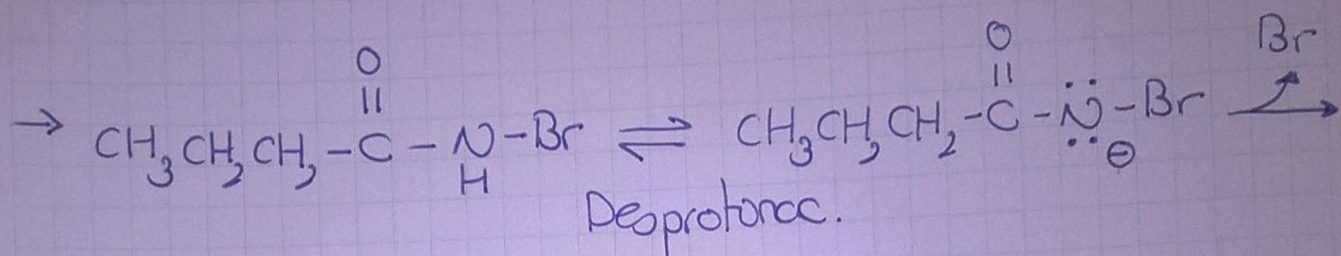 O O Br
|| ||
→ CH₃CH₂CH₂-C-N-Br ⇌ CH₃CH₂CH₂-C-N̈-Br →
H ⊖
Desprotonac.